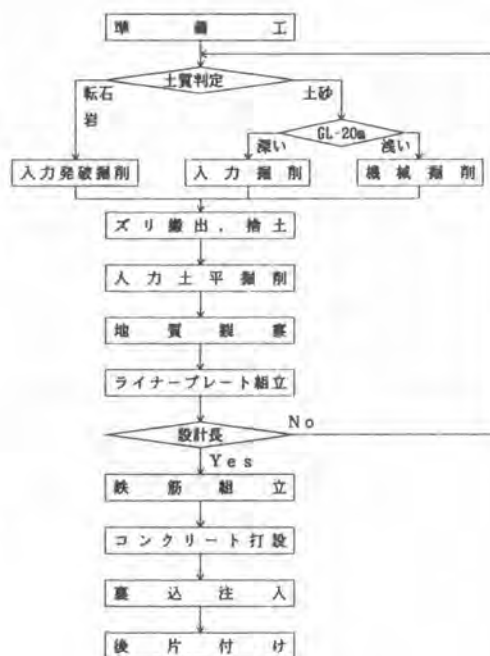 準備工
土質判定
転石
岩
土砂
GL-20m
深い
浅い
人力発破掘削
人力掘削
機械掘削
ズリ搬出，捨土
人力土平掘削
地質観察
ライナープレート組立
設計長
No
Yes
鉄筋組立
コンクリート打設
裏込注入
後片付け